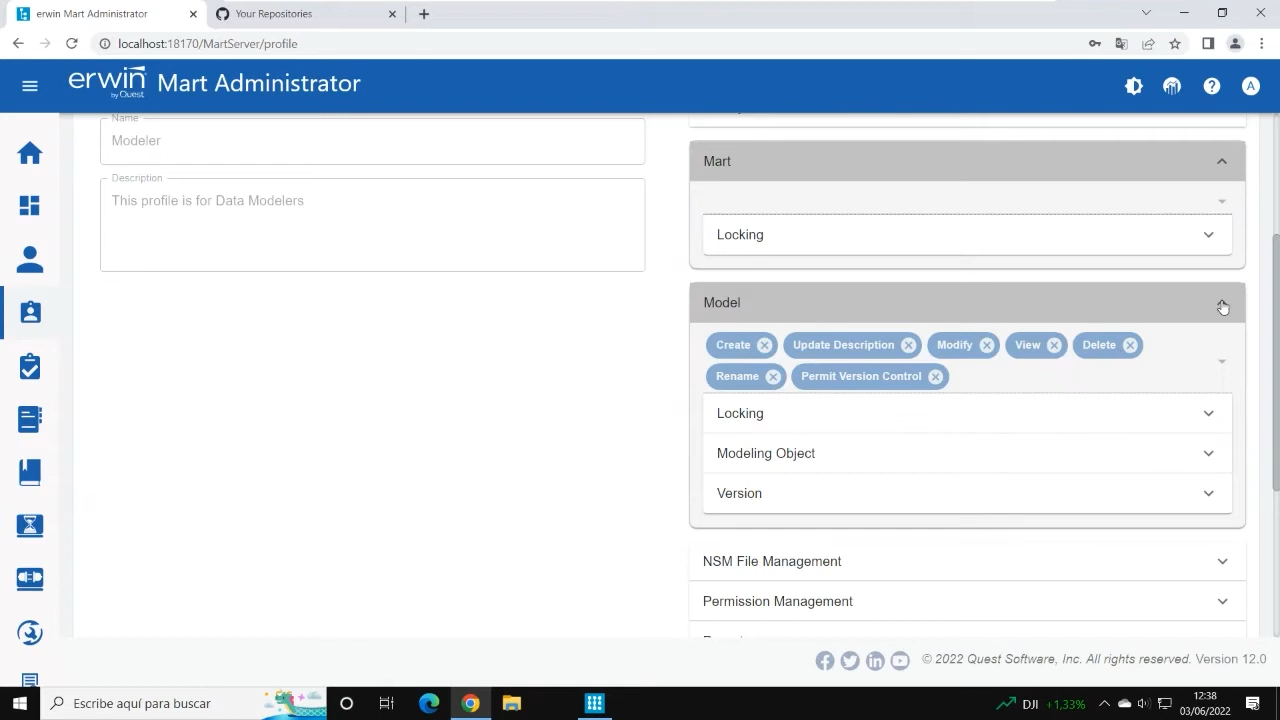 erwin Mart Administrator
Your Repositories
localhost:18170/MartServer/profile
erwin
by Quest
Mart Administrator
A
Name
Modeler
Description
This profile is for Data Modelers
Mart
Locking
Model
Create
Update Description
Modify
View
Delete
Rename
Permit Version Control
Locking
Modeling Object
Version
NSM File Management
Permission Management
© 2022 Quest Software, Inc. All rights reserved. Version 12.0
Escribe aquí para buscar
DJI +1,33%
12:38
03/06/2022